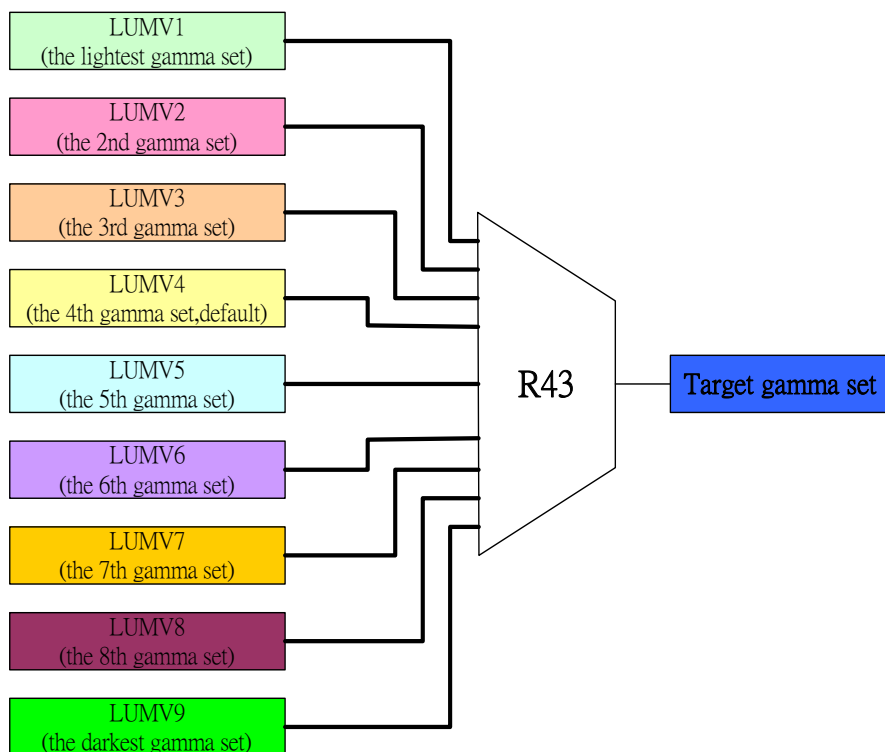 LUMV1
(the lightest gamma set)
LUMV2
(the 2nd gamma set)
LUMV3
(the 3rd gamma set)
LUMV4
(the 4th gamma set,default)
LUMV5
(the 5th gamma set)
LUMV6
(the 6th gamma set)
LUMV7
(the 7th gamma set)
LUMV8
(the 8th gamma set)
LUMV9
(the darkest gamma set)
R43
Target gamma set